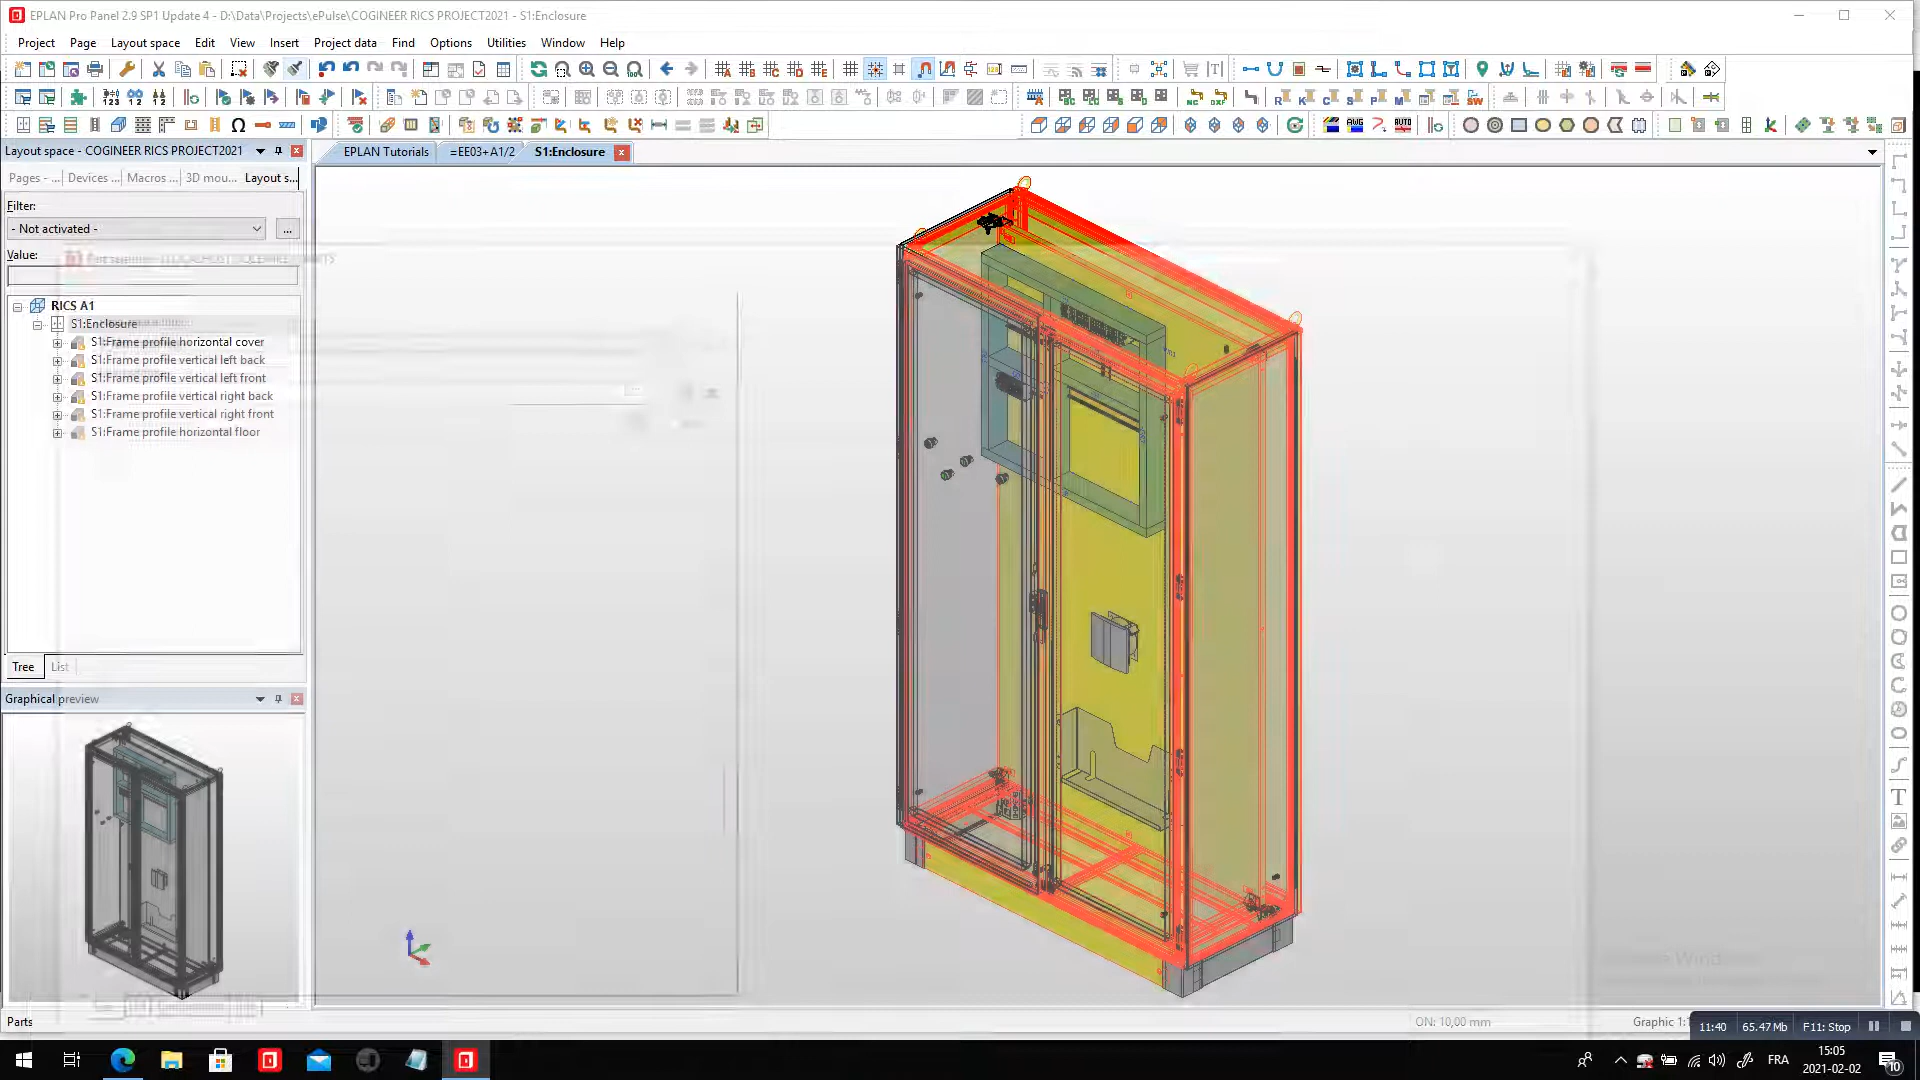 EPLAN Pro Panel 2.9 SP1 Update 4 - D:\Data\Projects\ePulse\COGINEER RICS PROJECT2021 - S1:Enclosure
Project Page Layout space Edit View Insert Project data Find Options Utilities Window Help
Layout space - COGINEER RICS PROJECT2021
EPLAN Tutorials
=EE03+A1/2
S1:Enclosure
Pages - ... Devices ... Macros ... 3D mou... Layout s...
Filter:
- Not activated -
...
Value:
RICS A1
S1:Enclosure
S1:Frame profile horizontal cover
S1:Frame profile vertical left back
S1:Frame profile vertical left front
S1:Frame profile vertical right back
S1:Frame profile vertical right front
S1:Frame profile horizontal floor
Tree List
Graphical preview
Parts
ON: 10,00 mm
Graphic 1:1
11:40 65.47 Mb F11: Stop
FRA
15:05
2021-02-02
10